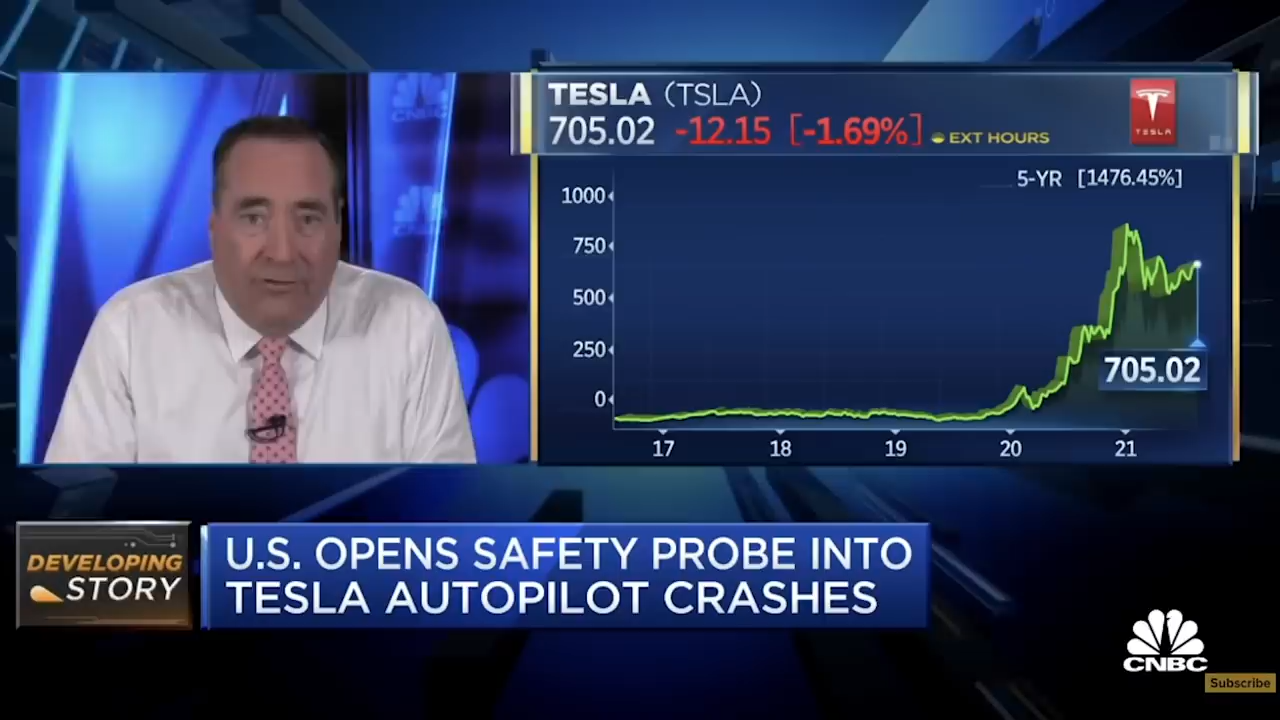 CNBC
CNBC
TESLA (TSLA)
705.02 -12.15 [-1.69%] EXT HOURS
TESLA
5-YR [1476.45%]
1000
750
500
250
0
705.02
17 18 19 20 21
DEVELOPING
STORY
U.S. OPENS SAFETY PROBE INTO
TESLA AUTOPILOT CRASHES
CNBC
Subscribe